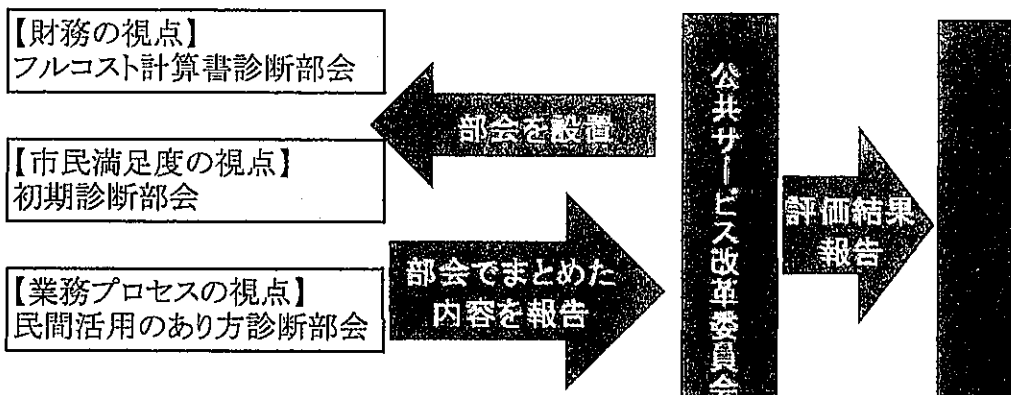 【財務の視点】
フルコスト計算書診断部会
【市民満足度の視点】
初期診断部会
【業務プロセスの視点】
民間活用のあり方診断部会
部会を設置
部会でまとめた
内容を報告
公共サービス改革委員会
評価結果
報告